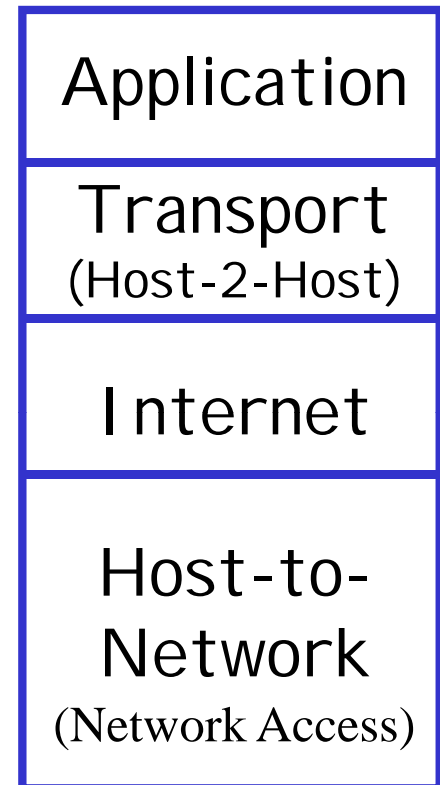 Application
Transport
(Host-2-Host)
Internet
Host-to-
Network
(Network Access)